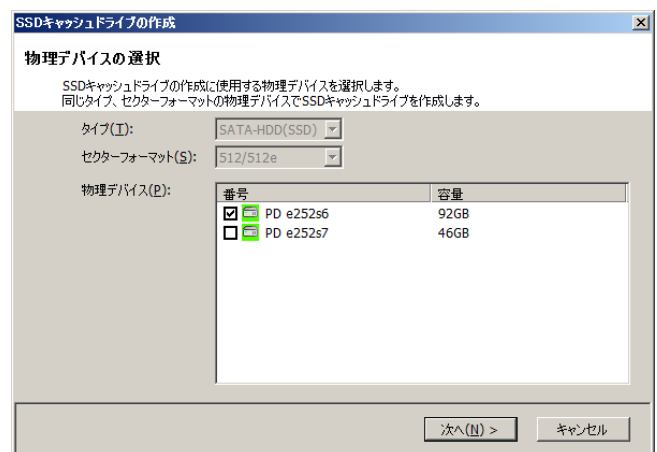 SSDキャッシュドライブの作成
物理デバイスの選択
SSDキャッシュドライブの作成に使用する物理デバイスを選択します。
同じタイプ、セクターフォーマットの物理デバイスでSSDキャッシュドライブを作成します。
タイプ(T): SATA-HDD(SSD)
セクターフォーマット(S): 512/512e
物理デバイス(P): 番号 容量
PD e252s6 92GB
PD e252s7 46GB
次へ(N) > キャンセル